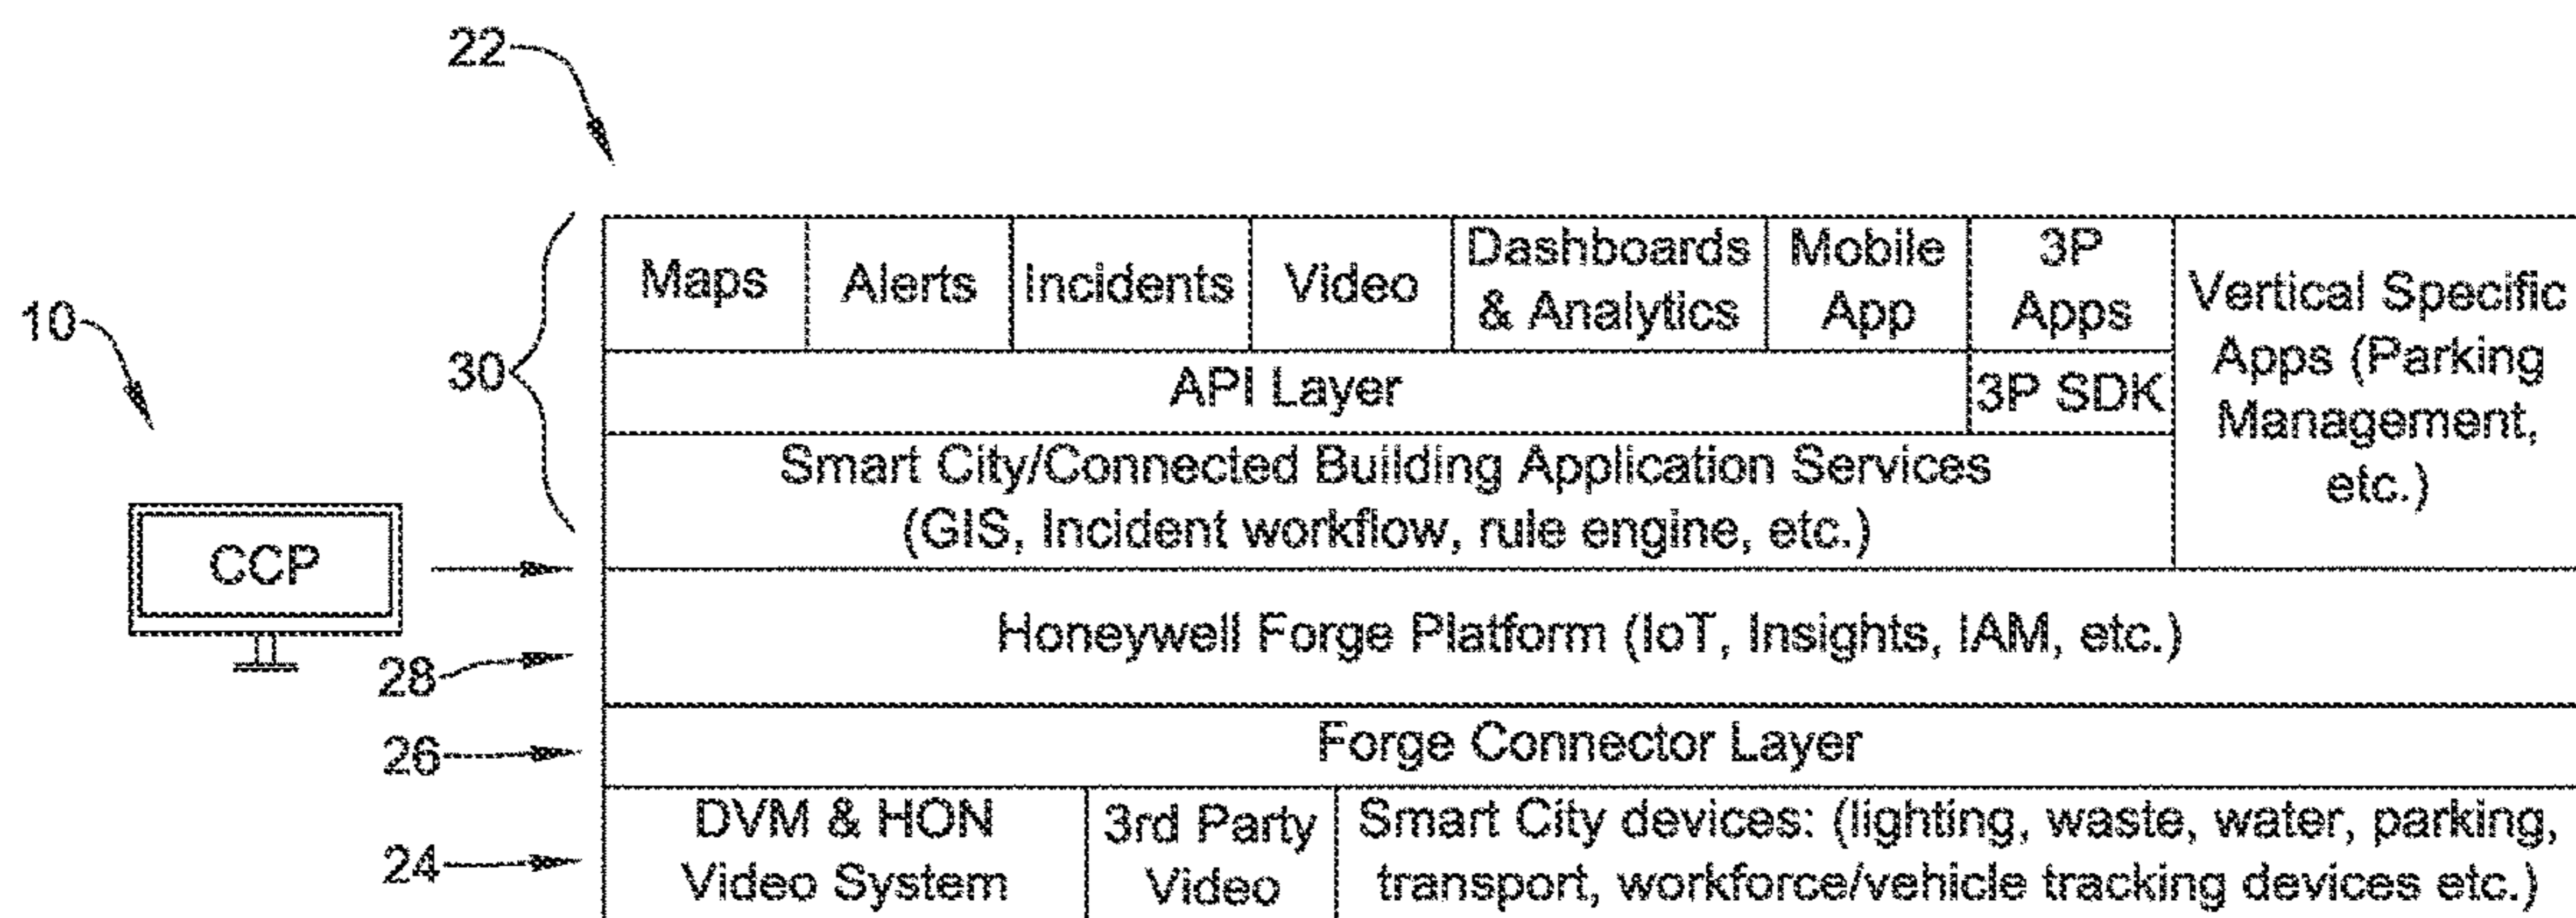 22
10
30
Maps
Alerts
Incidents
Video
Dashboards
& Analytics
Mobile
App
3P
Apps
Vertical Specific
Apps (Parking
Management,
etc.)
API Layer
3P SDK
Smart City/Connected Building Application Services
(GIS, Incident workflow, rule engine, etc.)
CCP
28
Honeywell Forge Platform (IoT, Insights, IAM, etc.)
26
Forge Connector Layer
24
DVM & HON
Video System
3rd Party
Video
Smart City devices: (lighting, waste, water, parking,
transport, workforce/vehicle tracking devices etc.)